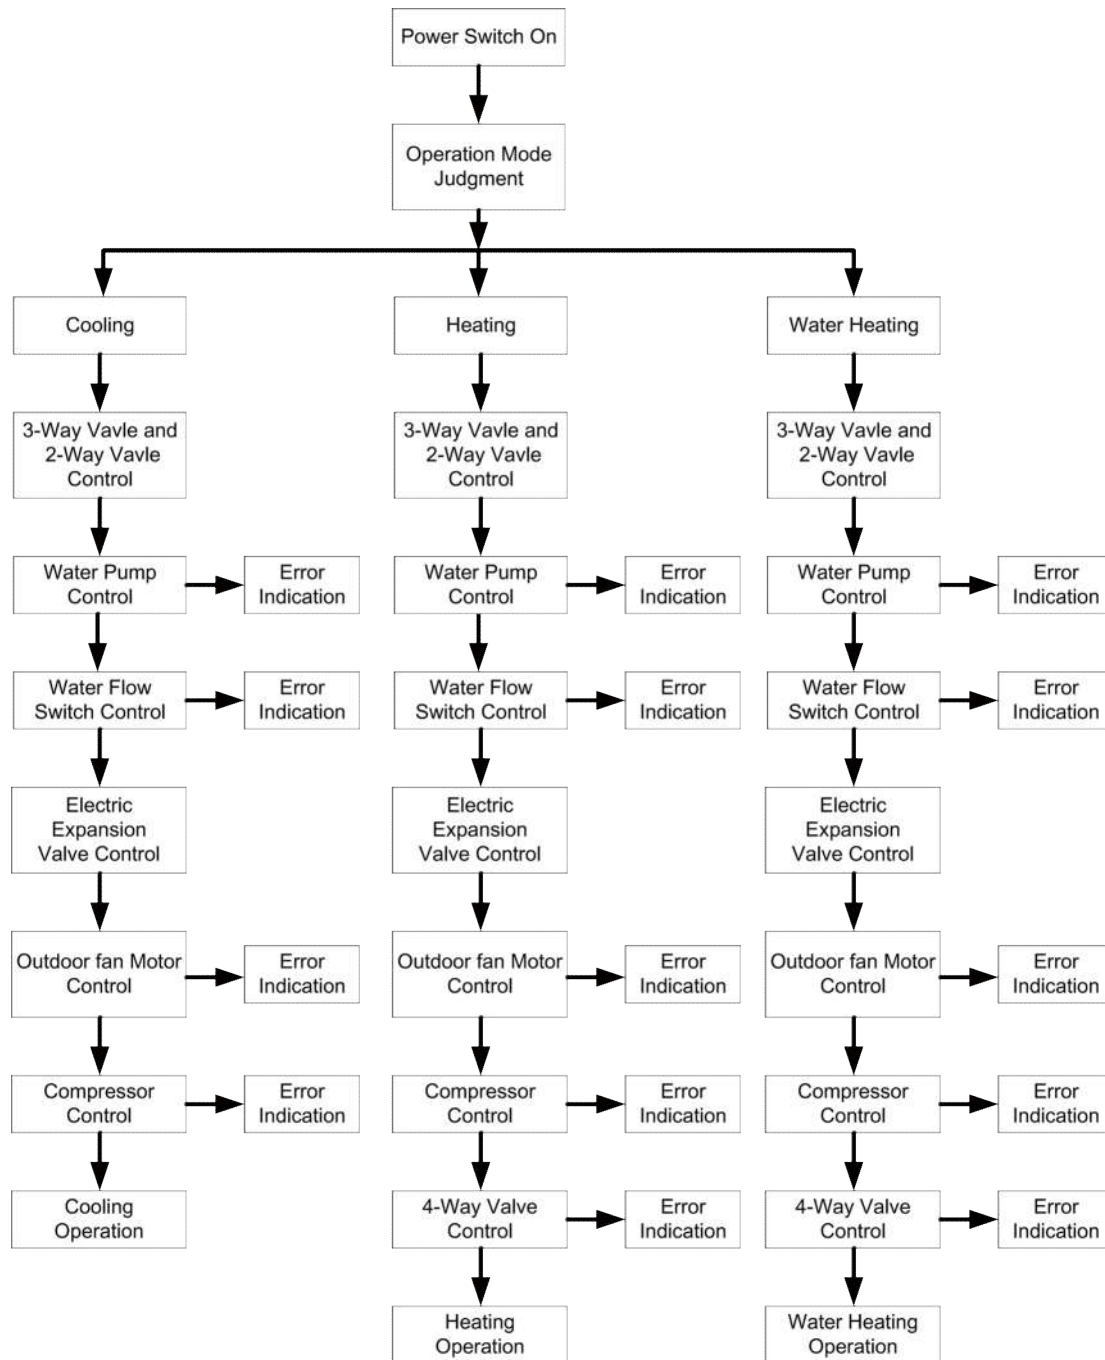 Power Switch On
Operation Mode
Judgment
Cooling
Heating
Water Heating
3-Way Vavle and
2-Way Vavle
Control
3-Way Vavle and
2-Way Vavle
Control
3-Way Vavle and
2-Way Vavle
Control
Water Pump
Control
Error
Indication
Water Pump
Control
Error
Indication
Water Pump
Control
Error
Indication
Water Flow
Switch Control
Error
Indication
Water Flow
Switch Control
Error
Indication
Water Flow
Switch Control
Error
Indication
Electric
Expansion
Valve Control
Electric
Expansion
Valve Control
Electric
Expansion
Valve Control
Outdoor fan Motor
Control
Error
Indication
Outdoor fan Motor
Control
Error
Indication
Outdoor fan Motor
Control
Error
Indication
Compressor
Control
Error
Indication
Compressor
Control
Error
Indication
Compressor
Control
Error
Indication
Cooling
Operation
4-Way Valve
Control
Error
Indication
4-Way Valve
Control
Error
Indication
Heating
Operation
Water Heating
Operation